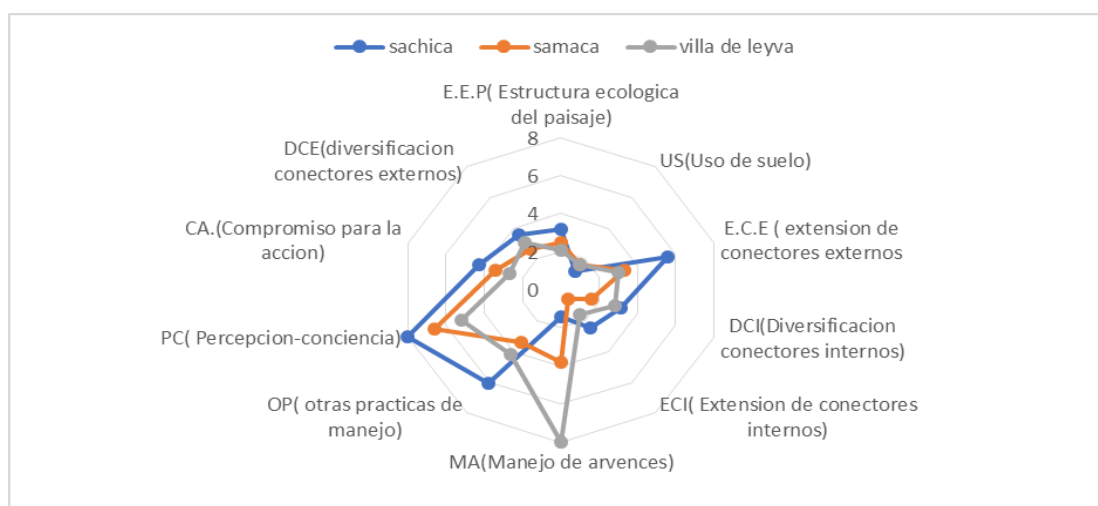 sachica samaca villa de leyva
E.E.P( Estructura ecologica
del paisaje)
US(Uso de suelo)
E.C.E ( extension de
conectores externos
DCI(Diversificacion
conectores internos)
ECI( Extension de conectores
internos)
MA(Manejo de arvences)
OP( otras practicas de
manejo)
PC( Percepcion-conciencia)
CA.(Compromiso para la
accion)
DCE(diversificacion
conectores externos)
8
6
4
2
0